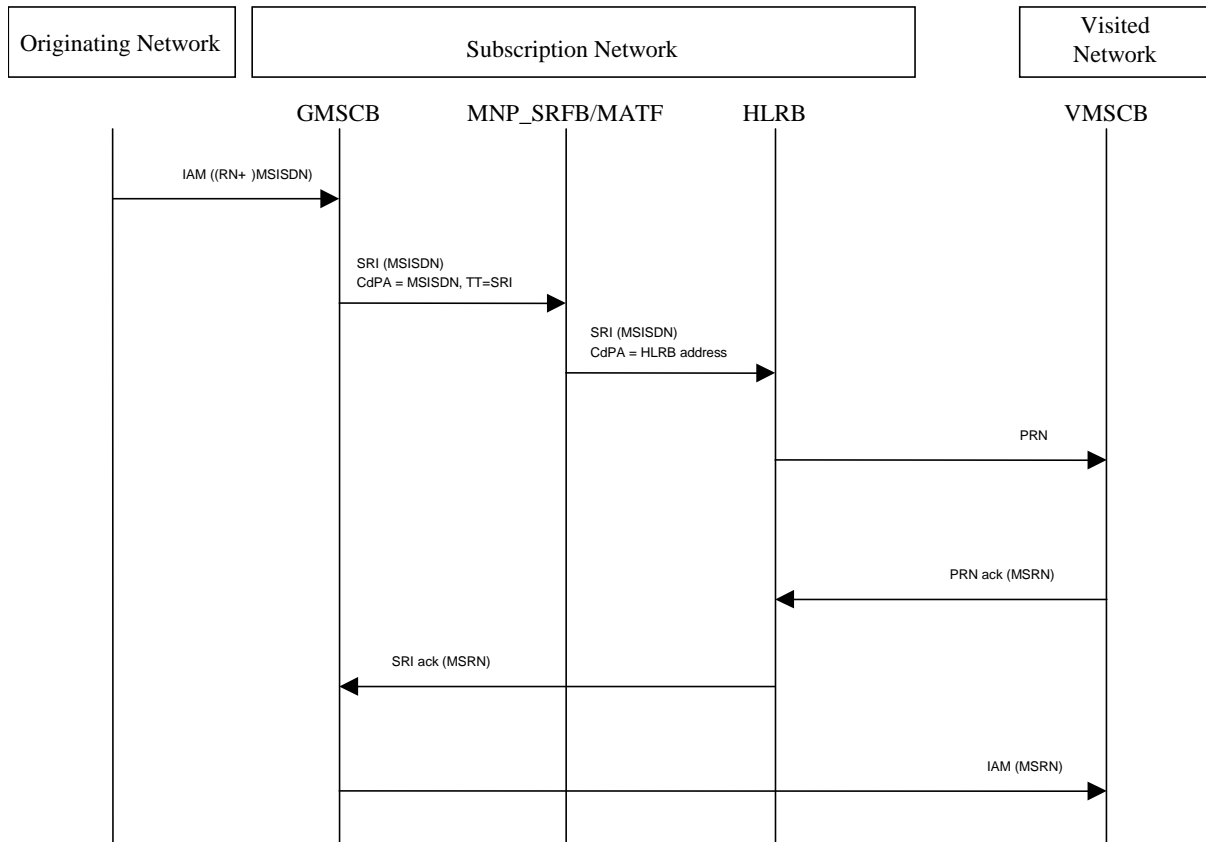 Originating Network
Subscription Network
Visited
Network
GMSCB
MNP_SRFB/MATF
HLRB
VMSCB
IAM ((RN+ )MSISDN)
SRI (MSISDN)
CdPA = MSISDN, TT=SRI
SRI (MSISDN)
CdPA = HLRB address
PRN
PRN ack (MSRN)
SRI ack (MSRN)
IAM (MSRN)